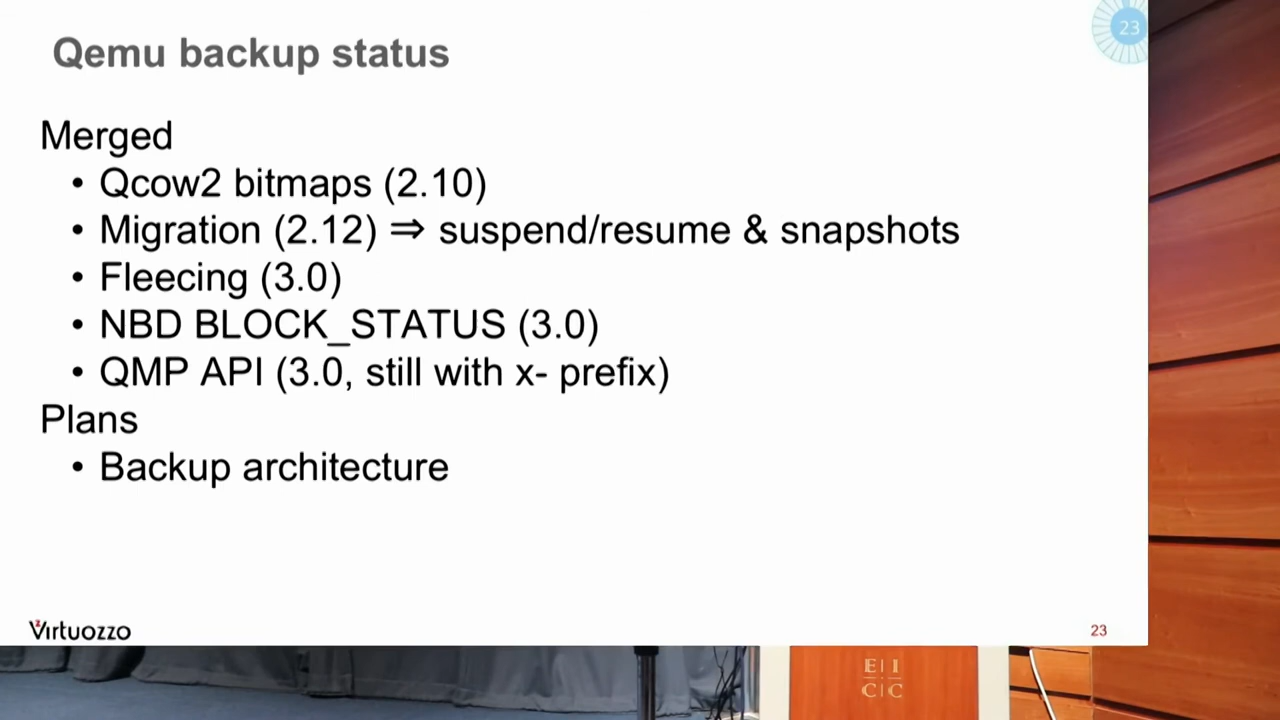 23
Qemu backup status
Merged
• Qcow2 bitmaps (2.10)
• Migration (2.12) ⇒ suspend/resume & snapshots
• Fleecing (3.0)
• NBD BLOCK_STATUS (3.0)
• QMP API (3.0, still with x- prefix)
Plans
• Backup architecture
Virtuozzo
23
E I
C C